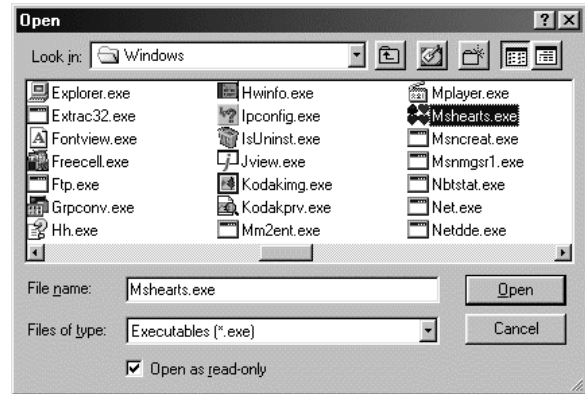 Open
Look in: Windows
Explorer.exe Hwinfo.exe Mplayer.exe
Extrac32.exe Ipconfig.exe Mshearts.exe
Fontview.exe IsUninst.exe Msncreat.exe
Freecell.exe Jview.exe Msnmgsr1.exe
Ftp.exe Kodakimg.exe Nbtstat.exe
Grpconv.exe Kodakprv.exe Net.exe
Hh.exe Mm2ent.exe Netdde.exe
File name: Mshearts.exe Open
Files of type: Executables (*.exe) Cancel
Open as read-only